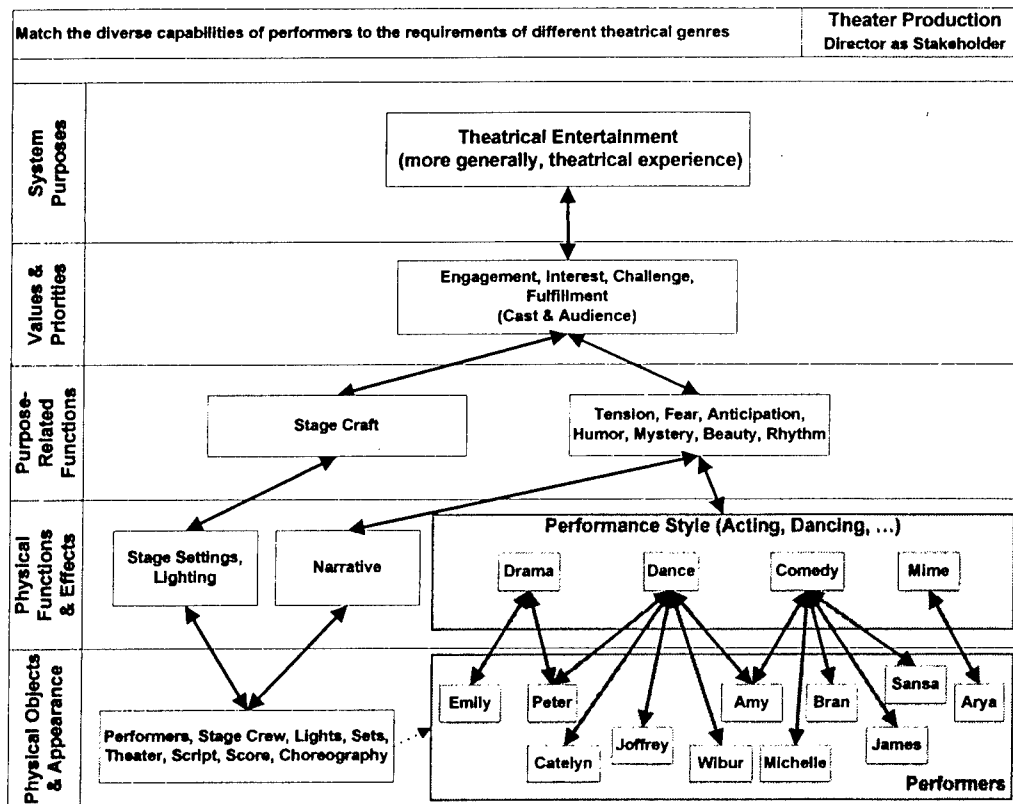 Match the diverse capabilities of performers to the requirements of different theatrical genres
Theater Production
Director as Stakeholder
System
Purposes
Theatrical Entertainment
(more generally, theatrical experience)
Values &
Priorities
Engagement, Interest, Challenge,
Fulfillment
(Cast & Audience)
Purpose-
Related
Functions
Stage Craft
Tension, Fear, Anticipation,
Humor, Mystery, Beauty, Rhythm
Physical
Functions
& Effects
Stage Settings,
Lighting
Narrative
Performance Style (Acting, Dancing, …)
Drama
Dance
Comedy
Mime
Physical Objects
& Appearance
Performers, Stage Crew, Lights, Sets,
Theater, Script, Score, Choreography
Emily
Peter
Amy
Bran
Sansa
Arya
Catelyn
Joffrey
Wilbur
Michelle
James
Performers